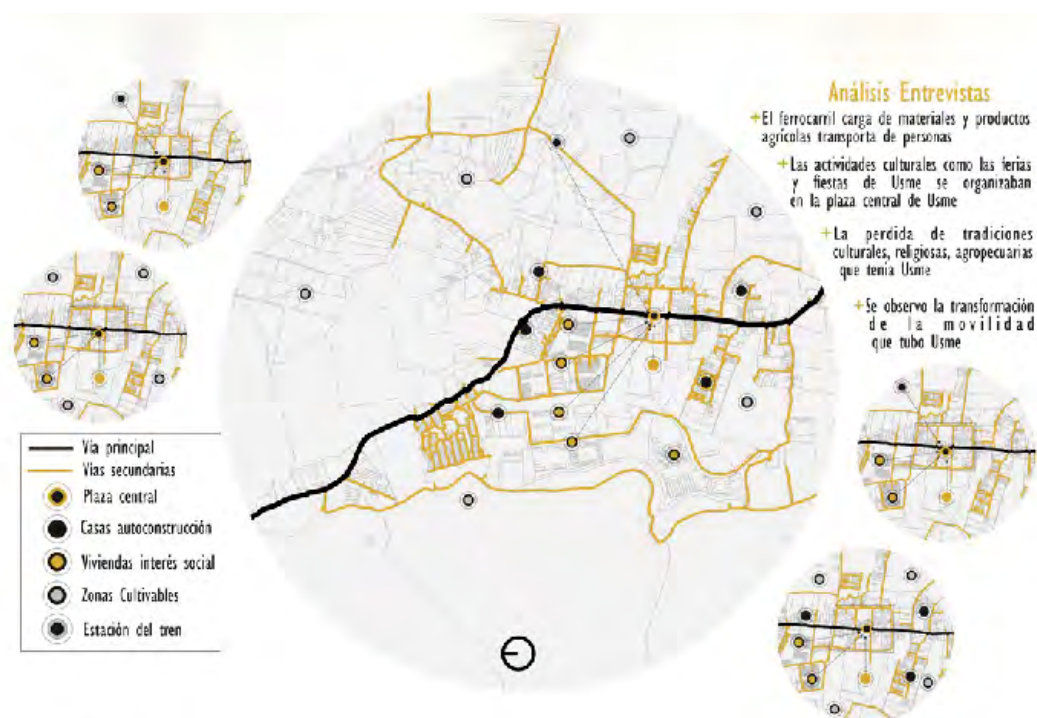 Análisis Entrevistas
+El ferrocarril carga de materiales y productos
agrícolas transporta de personas
+Las actividades culturales como las ferias
y fiestas de Usme se organizaban
en la plaza central de Usme
+La perdida de tradiciones
culturales, religiosas, agropecuarias
que tenia Usme
+Se observo la transformación
de la movilidad
que tubo Usme
Via principal
Vias secundarias
Plaza central
Casas autoconstrucción
Viviendas interés social
Zonas Cultivables
Estación del tren